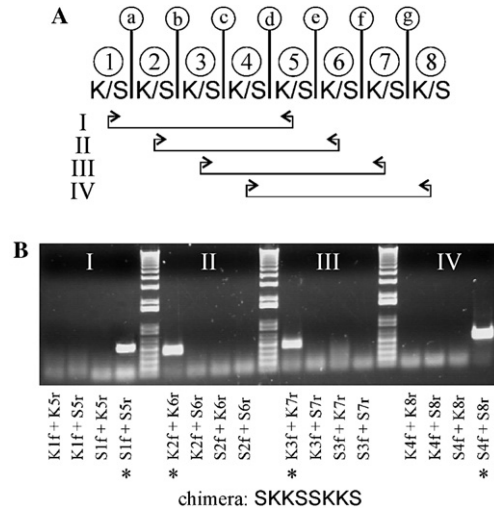 A
a b c d e f g
1 2 3 4 5 6 7 8
K/S K/S K/S K/S K/S K/S K/S K/S
I
II
III
IV
B
I II III IV
K1f + K5r
K1f + S5r
S1f + K5r
S1f + S5r
*
K2f + K6r
*
K2f + S6r
S2f + K6r
S2f + S6r
K3f + K7r
*
K3f + S7r
S3f + K7r
S3f + S7r
K4f + K8r
K4f + S8r
S4f + K8r
S4f + S8r
*
chimera: SKKSSKKS